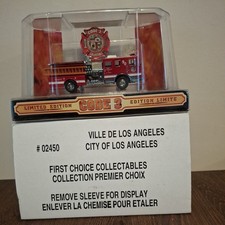 LIMITED EDITION CODE 3 EDITION LIMITÉE
VILLE DE LOS ANGELES
# 02450 CITY OF LOS ANGELES
FIRST CHOICE COLLECTABLES
COLLECTION PREMIER CHOIX
REMOVE SLEEVE FOR DISPLAY
ENLEVER LA CHEMISE POUR ETALER